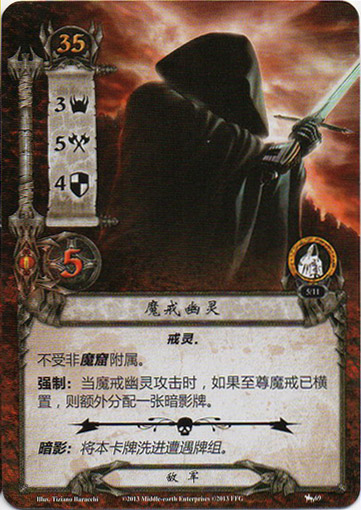 35
3
5
4
5
5/11
魔戒幽灵
戒灵。
不受非魔窟附属。
强制：当魔戒幽灵攻击时，如果至尊魔戒已横
置，则额外分配一张暗影牌。
暗影：将本卡牌洗进遭遇牌组。
敌军
Illus. Tiziano Baracchi ©2013 Middle-earth Enterprises ©2013 FFG 69